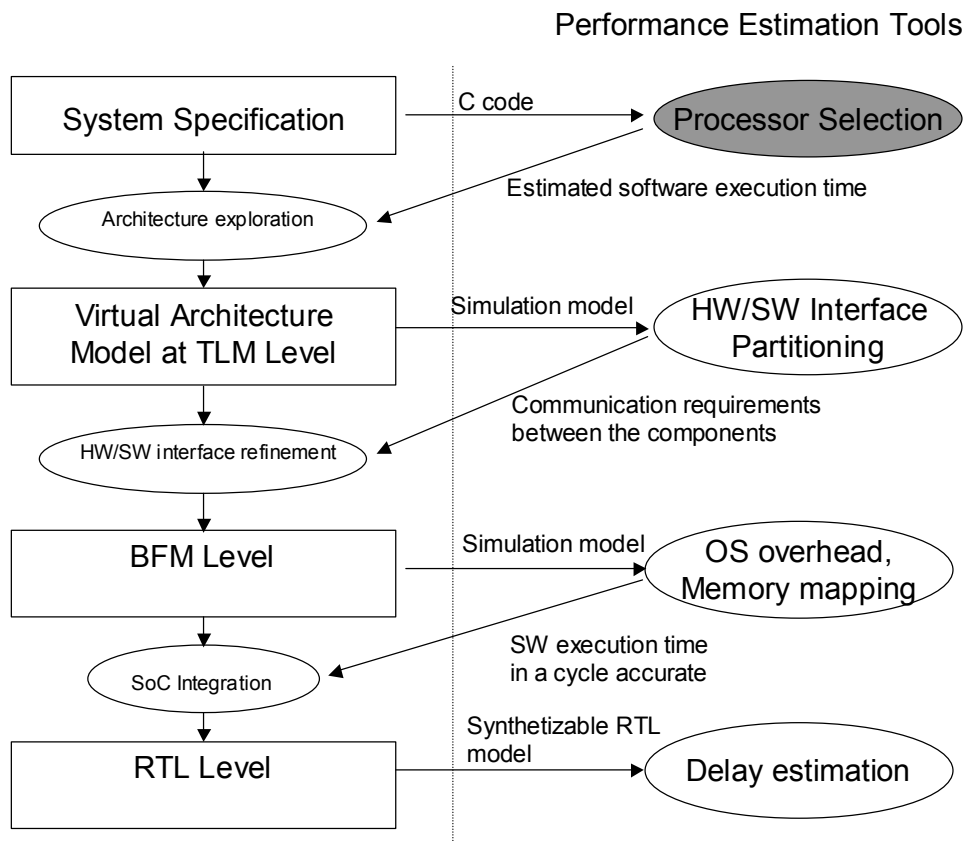 Performance Estimation Tools
System Specification
C code
Processor Selection
Estimated software execution time
Architecture exploration
Virtual Architecture
Model at TLM Level
Simulation model
HW/SW Interface
Partitioning
Communication requirements
between the components
HW/SW interface refinement
BFM Level
Simulation model
OS overhead,
Memory mapping
SW execution time
in a cycle accurate
SoC Integration
Synthetizable RTL
model
RTL Level
Delay estimation